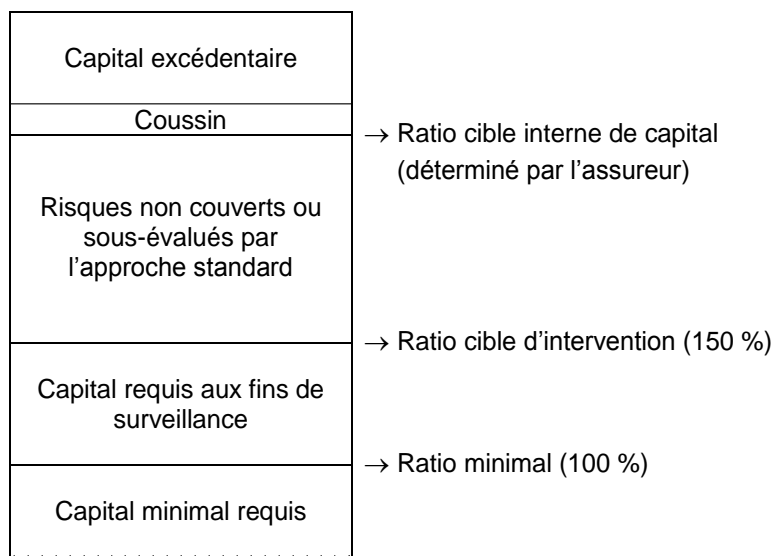 Capital excédentaire
Coussin
→ Ratio cible interne de capital
(déterminé par l’assureur)
Risques non couverts ou
sous-évalués par
l’approche standard
→ Ratio cible d’intervention (150 %)
Capital requis aux fins de
surveillance
→ Ratio minimal (100 %)
Capital minimal requis